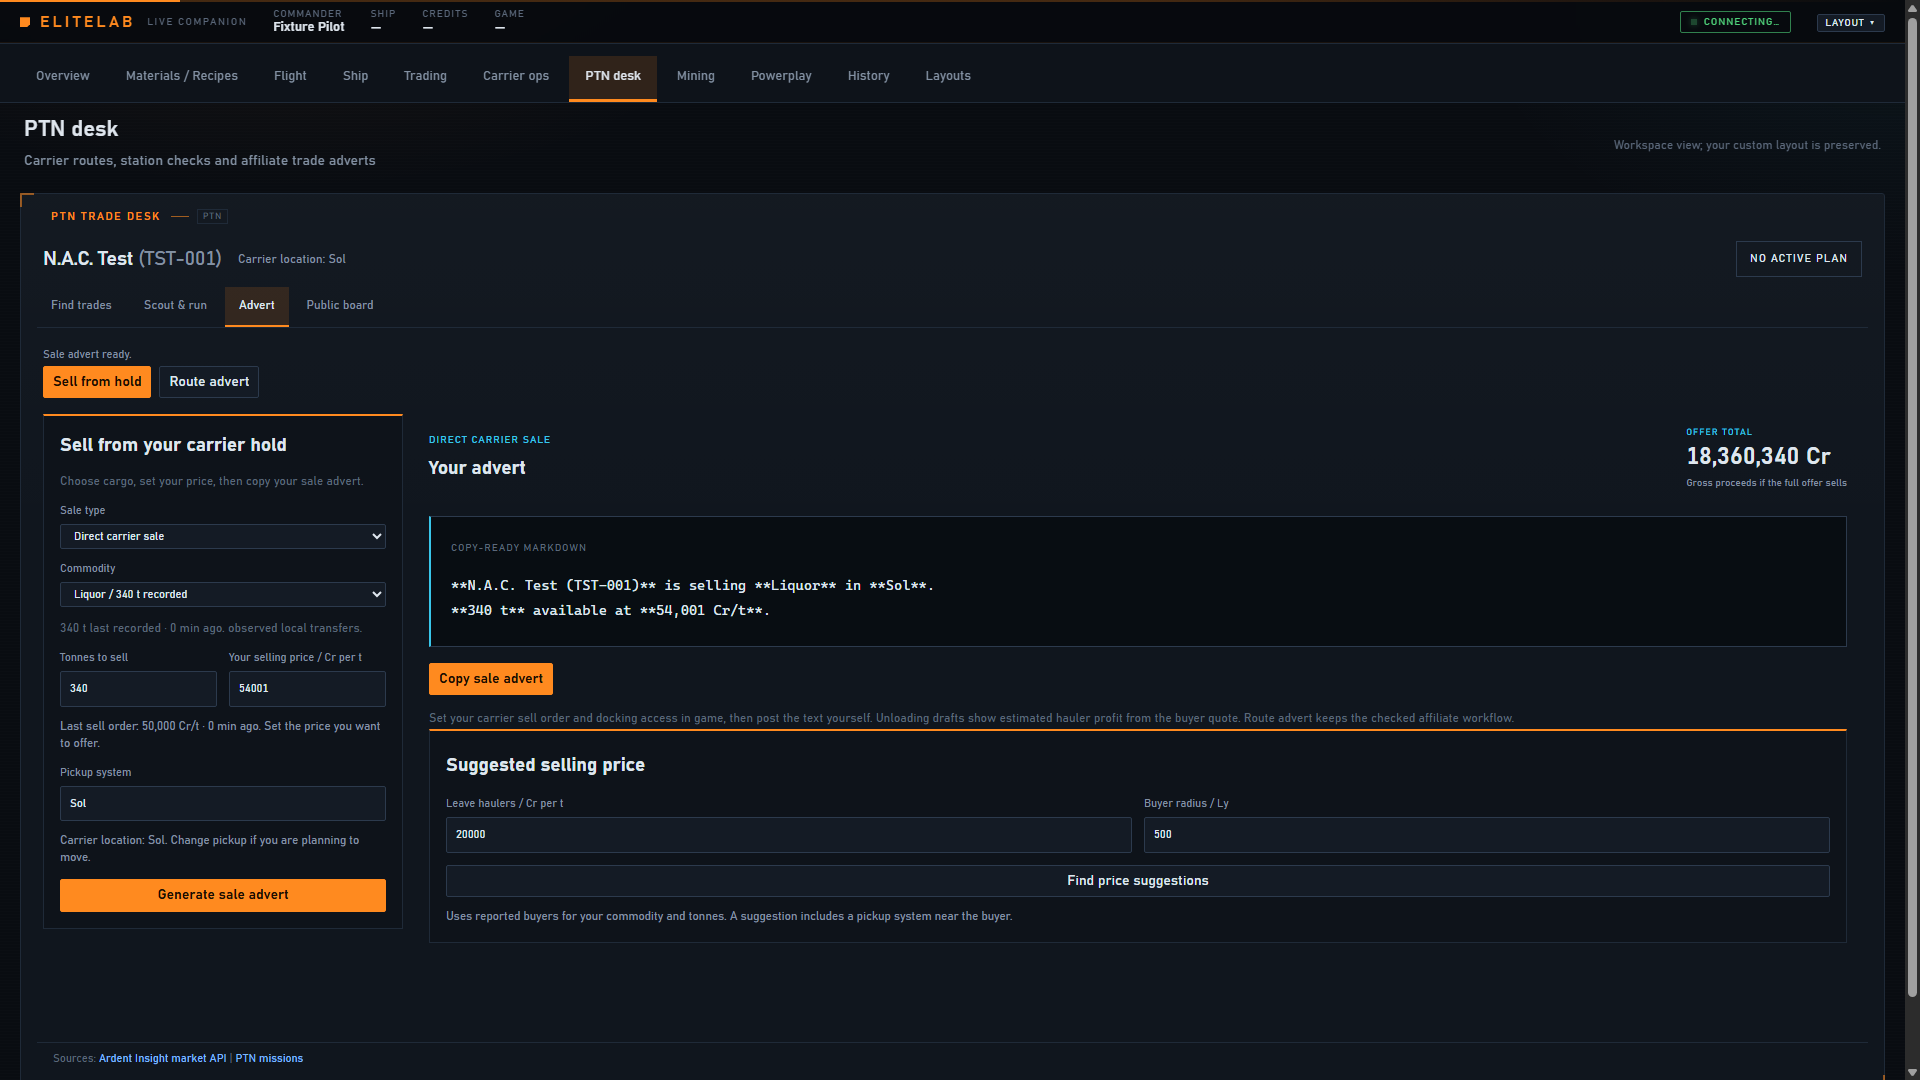 ELITELAB LIVE COMPANION
COMMANDER
Fixture Pilot
SHIP
—
CREDITS
—
GAME
—
CONNECTING…
LAYOUT ▾
Overview Materials / Recipes Flight Ship Trading Carrier ops PTN desk Mining Powerplay History Layouts
PTN desk
Carrier routes, station checks and affiliate trade adverts
Workspace view; your custom layout is preserved.
PTN TRADE DESK — PTN
N.A.C. Test (TST-001) Carrier location: Sol
NO ACTIVE PLAN
Find trades Scout & run Advert Public board
Sale advert ready.
Sell from hold Route advert
Sell from your carrier hold
Choose cargo, set your price, then copy your sale advert.
Sale type
Direct carrier sale
Commodity
Liquor / 340 t recorded
340 t last recorded · 0 min ago. observed local transfers.
Tonnes to sell Your selling price / Cr per t
340 54001
Last sell order: 50,000 Cr/t · 0 min ago. Set the price you want
to offer.
Pickup system
Sol
Carrier location: Sol. Change pickup if you are planning to
move.
Generate sale advert
DIRECT CARRIER SALE
Your advert
OFFER TOTAL
18,360,340 Cr
Gross proceeds if the full offer sells
COPY-READY MARKDOWN
**N.A.C. Test (TST-001)** is selling **Liquor** in **Sol**.
**340 t** available at **54,001 Cr/t**.
Copy sale advert
Set your carrier sell order and docking access in game, then post the text yourself. Unloading drafts show estimated hauler profit from the buyer quote. Route advert keeps the checked affiliate workflow.
Suggested selling price
Leave haulers / Cr per t Buyer radius / Ly
20000 500
Find price suggestions
Uses reported buyers for your commodity and tonnes. A suggestion includes a pickup system near the buyer.
Sources: Ardent Insight market API | PTN missions